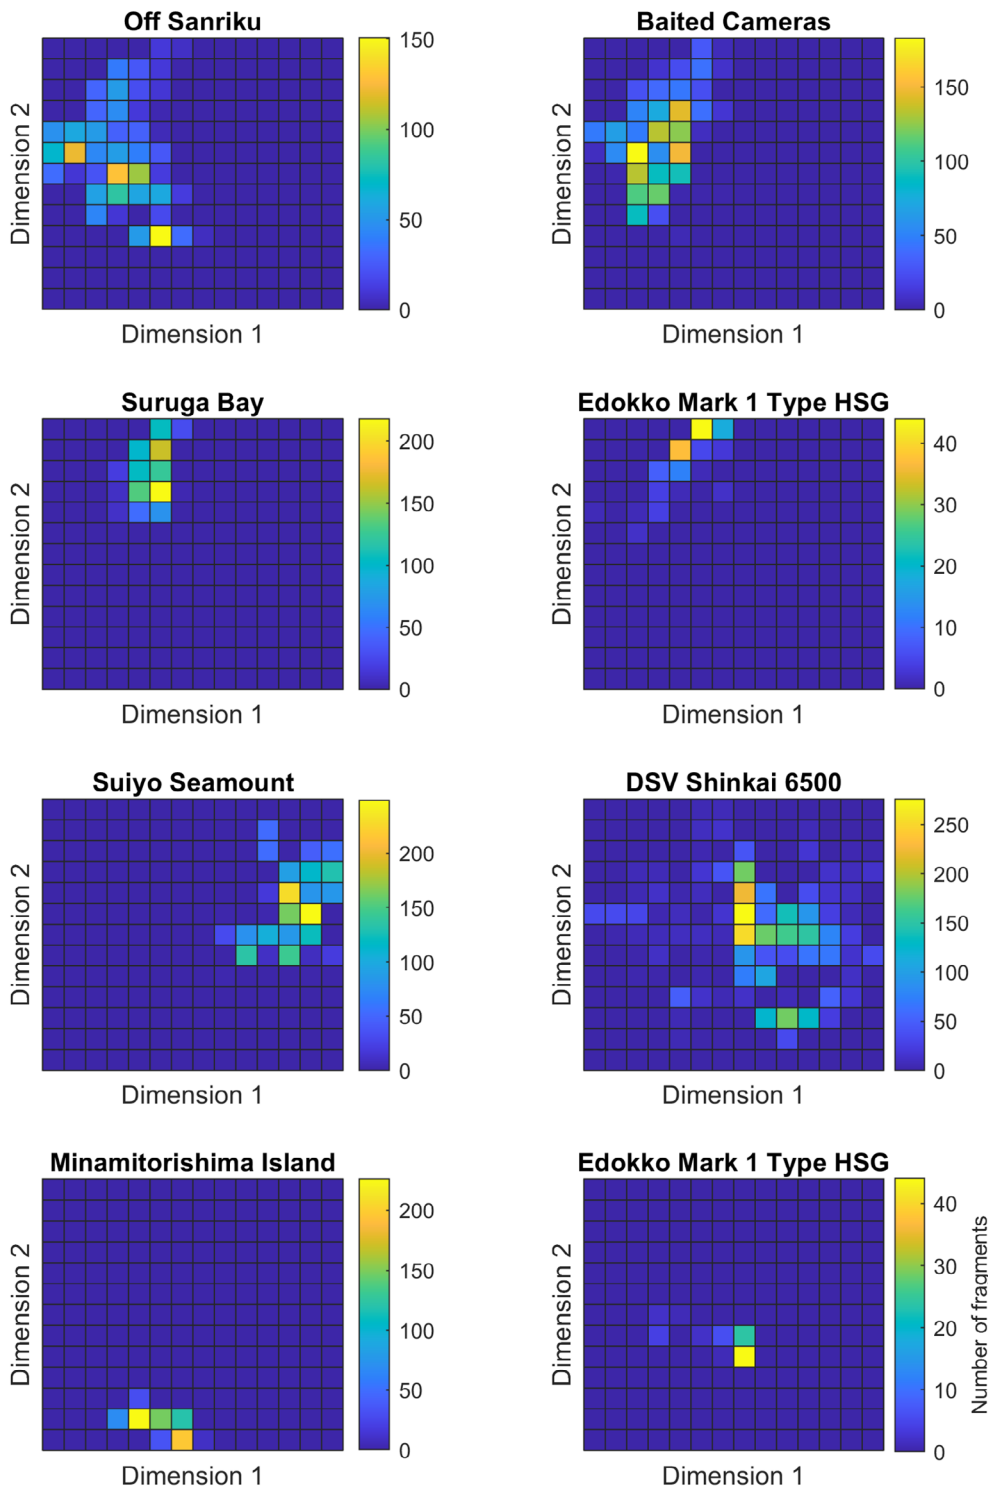 Off Sanriku
Dimension 2
150
100
50
0
Dimension 1
Baited Cameras
Dimension 2
150
100
50
0
Dimension 1
Suruga Bay
Dimension 2
200
150
100
50
0
Dimension 1
Edokko Mark 1 Type HSG
Dimension 2
40
30
20
10
0
Dimension 1
Suiyo Seamount
Dimension 2
200
150
100
50
0
Dimension 1
DSV Shinkai 6500
Dimension 2
250
200
150
100
50
0
Dimension 1
Minamitorishima Island
Dimension 2
200
150
100
50
0
Dimension 1
Edokko Mark 1 Type HSG
Dimension 2
40
30
20
10
0
Number of fragments
Dimension 1